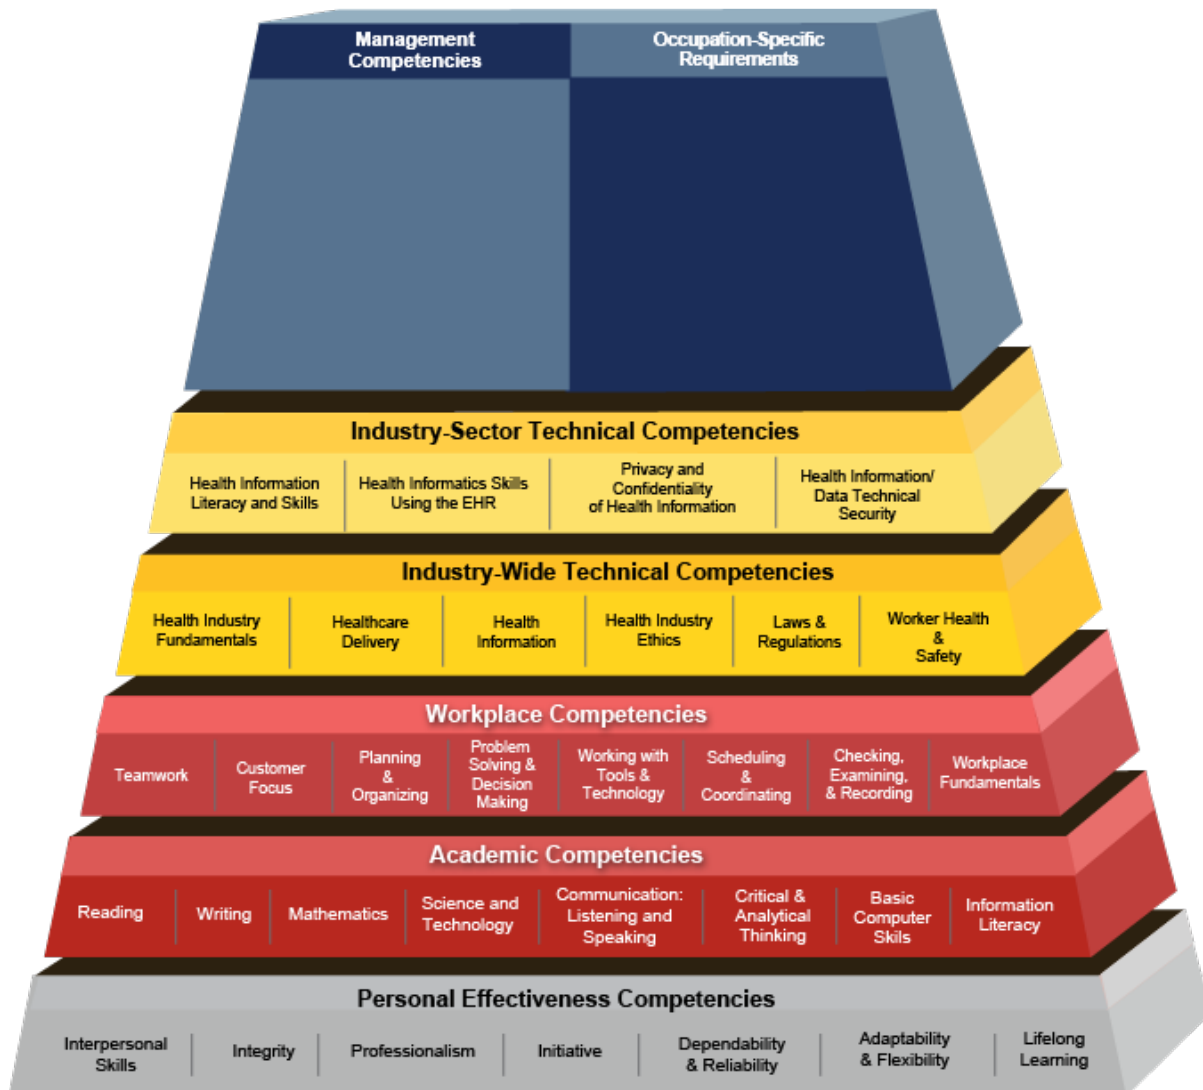 Management
Competencies
Occupation-Specific
Requirements
Industry-Sector Technical Competencies
Health Information
Literacy and Skills
Health Informatics Skills
Using the EHR
Privacy and
Confidentiality
of Health Information
Health Information/
Data Technical
Security
Industry-Wide Technical Competencies
Health Industry
Fundamentals
Healthcare
Delivery
Health
Information
Health Industry
Ethics
Laws &
Regulations
Worker Health
&
Safety
Workplace Competencies
Teamwork
Customer
Focus
Planning
&
Organizing
Problem
Solving &
Decision
Making
Working with
Tools &
Technology
Scheduling
&
Coordinating
Checking,
Examining,
& Recording
Workplace
Fundamentals
Academic Competencies
Reading
Writing
Mathematics
Science and
Technology
Communication:
Listening and
Speaking
Critical &
Analytical
Thinking
Basic
Computer
Skils
Information
Literacy
Personal Effectiveness Competencies
Interpersonal
Skills
Integrity
Professionalism
Initiative
Dependability
& Reliability
Adaptability
& Flexibility
Lifelong
Learning